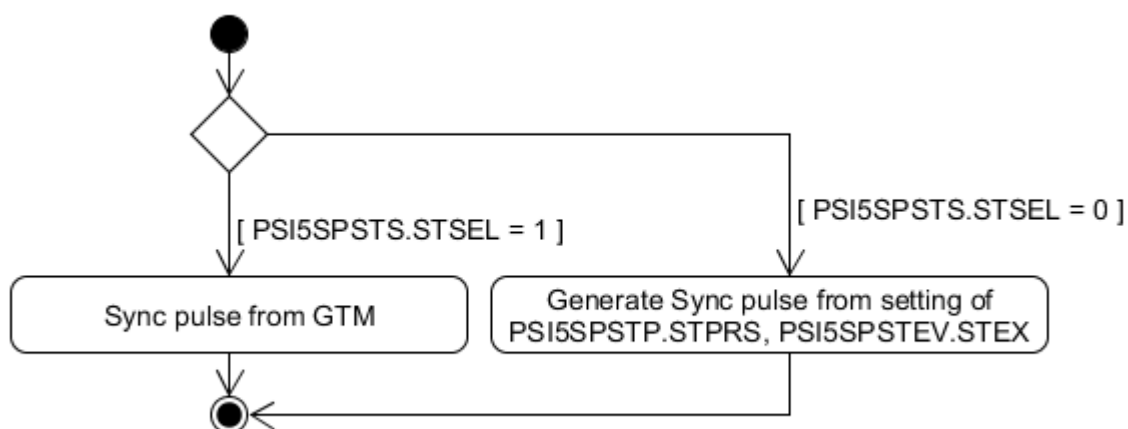 [ PSI5SPSTS.STSEL = 1 ]
[ PSI5SPSTS.STSEL = 0 ]
Sync pulse from GTM
Generate Sync pulse from setting of
PSI5SPSTP.STPRS, PSI5SPSTEV.STEX